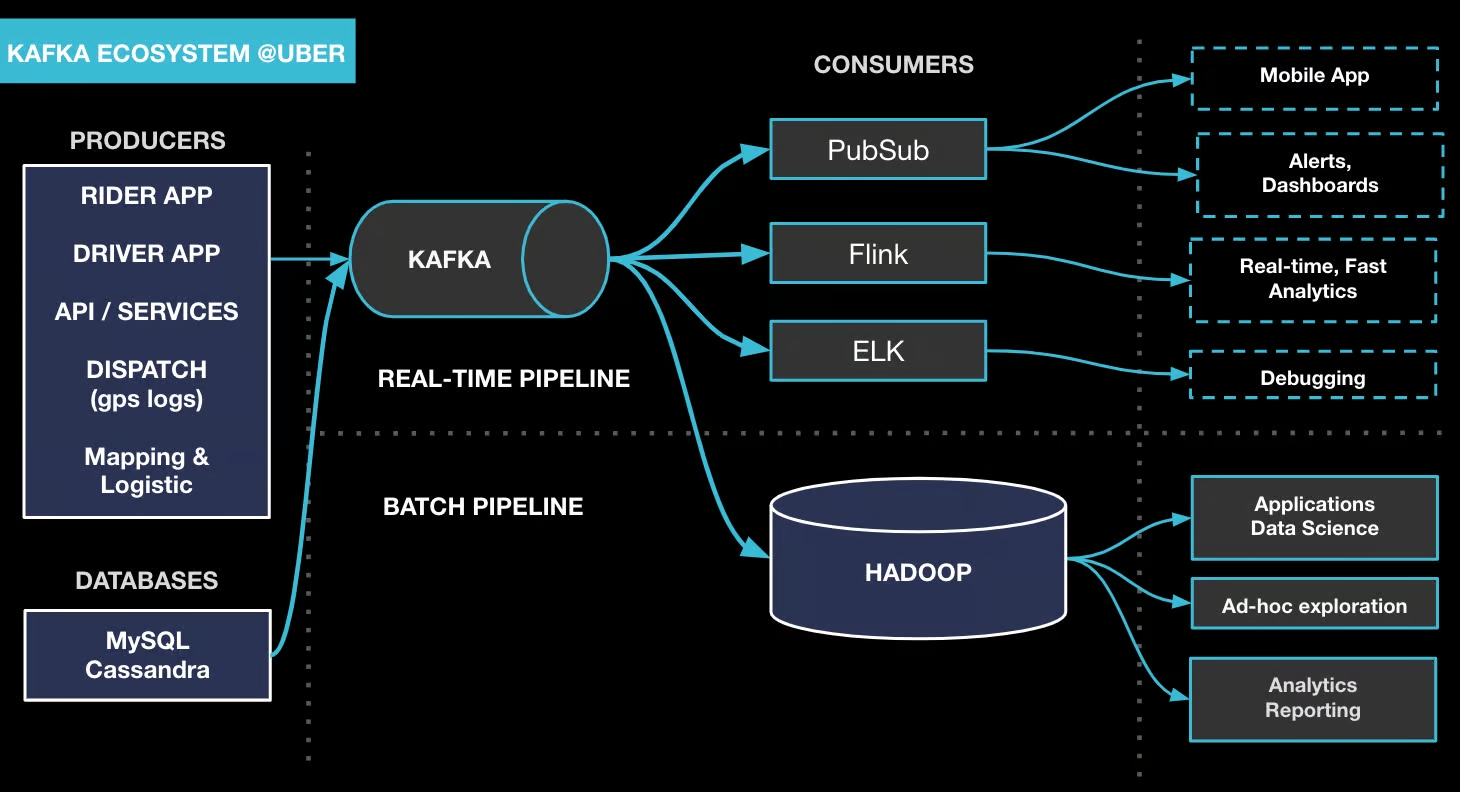 KAFKA ECOSYSTEM @UBER
PRODUCERS
RIDER APP
DRIVER APP
API / SERVICES
DISPATCH
(gps logs)
Mapping &
Logistic
DATABASES
MySQL
Cassandra
KAFKA
REAL-TIME PIPELINE
BATCH PIPELINE
CONSUMERS
PubSub
Flink
ELK
HADOOP
Mobile App
Alerts,
Dashboards
Real-time, Fast
Analytics
Debugging
Applications
Data Science
Ad-hoc exploration
Analytics
Reporting